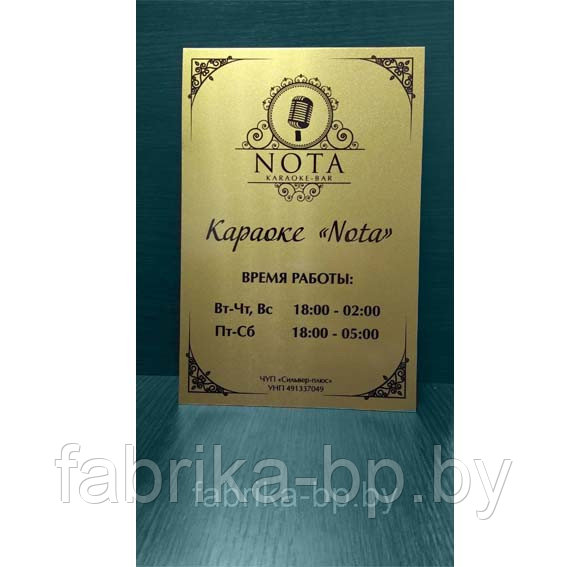 NOTA
KARAOKE-BAR
Караоке «Nota»
ВРЕМЯ РАБОТЫ:
Вт-Чт, Вс 18:00 - 02:00
Пт-Сб 18:00 - 05:00
ЧУП «Сильвер-плюс»
УНП 491337049
fabrika-bp.by
fabrika-bp.by